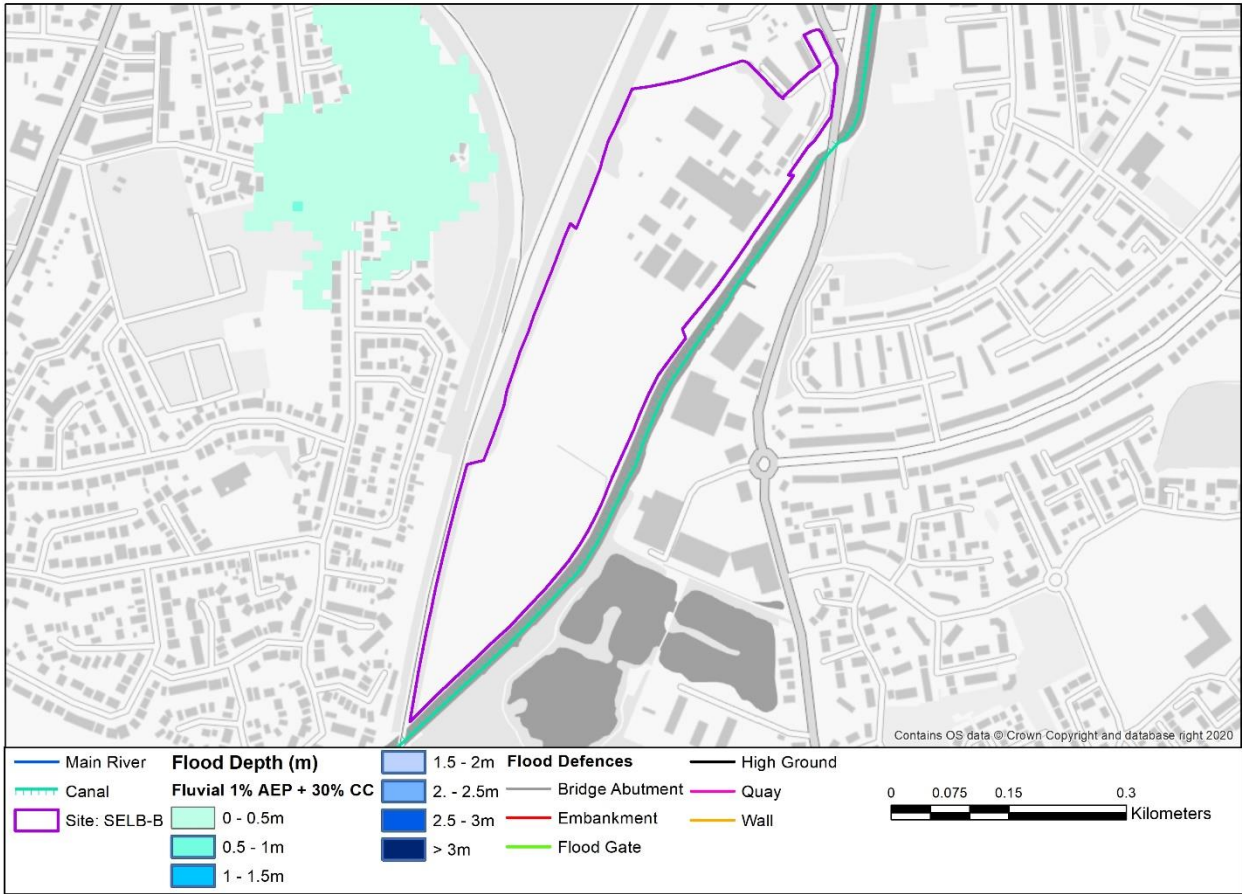 Contains OS data © Crown Copyright and database right 2020
Main River
Canal
Site: SELB-B
Flood Depth (m)
Fluvial 1% AEP + 30% CC
0 - 0.5m
0.5 - 1m
1 - 1.5m
1.5 - 2m
2. - 2.5m
2.5 - 3m
> 3m
Flood Defences
Bridge Abutment
Embankment
Flood Gate
High Ground
Quay
Wall
0 0.075 0.15 0.3
Kilometers